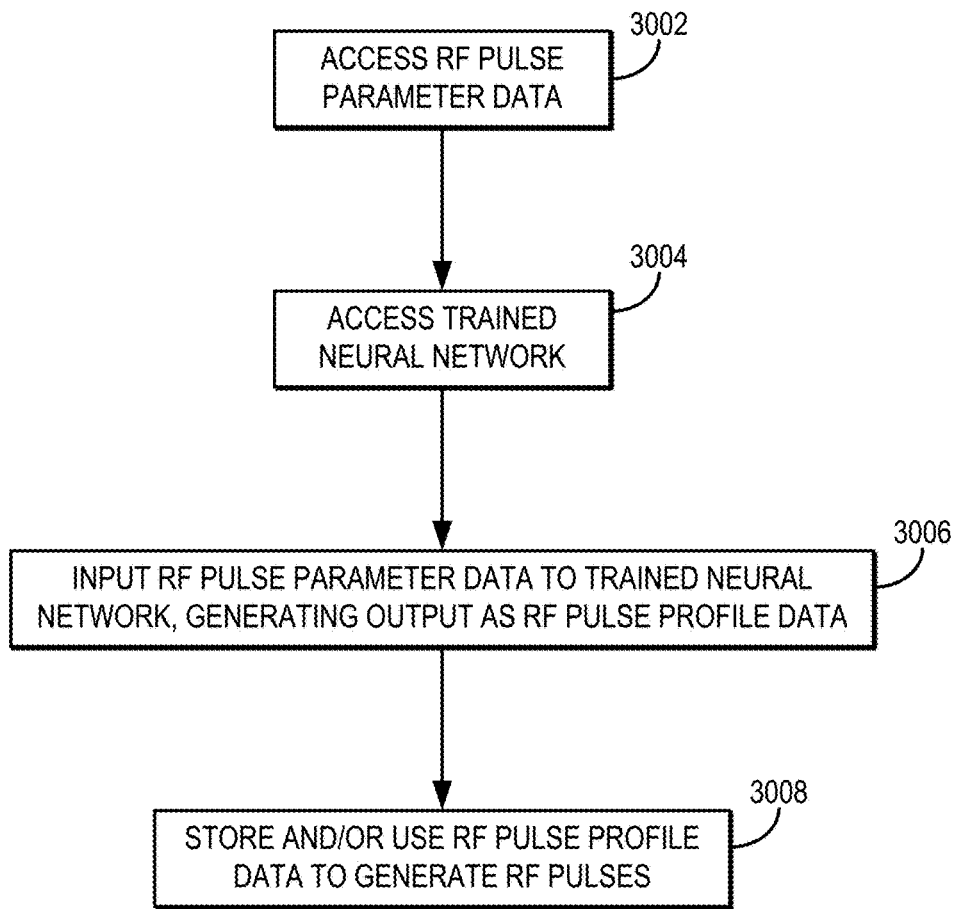 3002
ACCESS RF PULSE
PARAMETER DATA
3004
ACCESS TRAINED
NEURAL NETWORK
3006
INPUT RF PULSE PARAMETER DATA TO TRAINED NEURAL
NETWORK, GENERATING OUTPUT AS RF PULSE PROFILE DATA
3008
STORE AND/OR USE RF PULSE PROFILE
DATA TO GENERATE RF PULSES